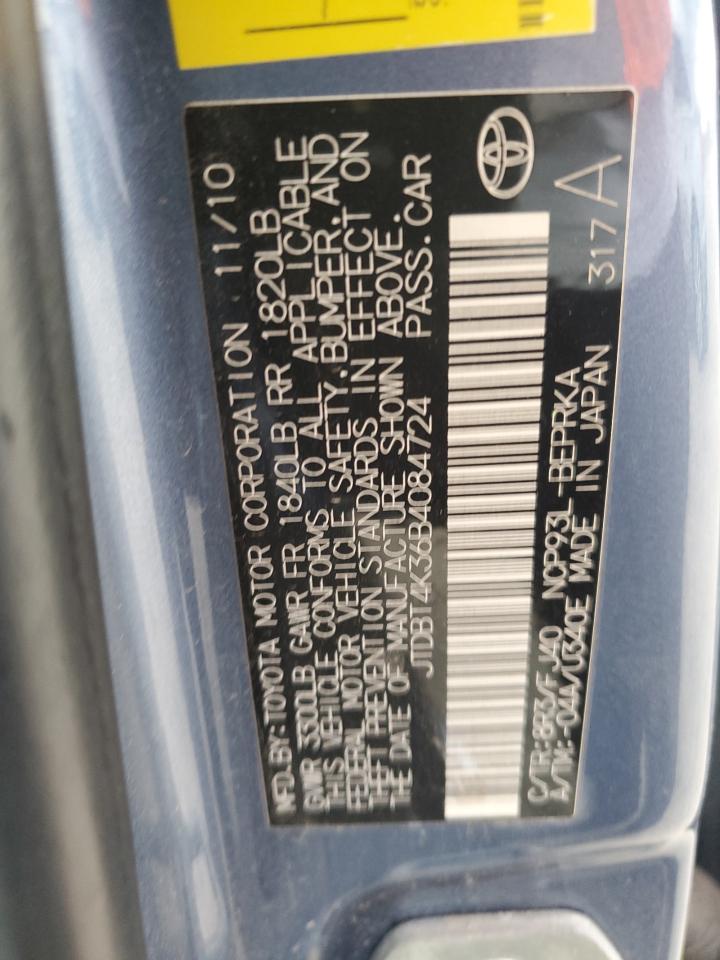 MFD.BY:TOYOTA MOTOR CORPORATION 11/10
GVWR 3300LB GAWR FR 1840LB RR 1820LB
THIS VEHICLE CONFORMS TO ALL APPLICABLE
FEDERAL MOTOR VEHICLE SAFETY.BUMPER.AND
THEFT PREVENTION STANDARDS IN EFFECT ON
THE DATE OF MANUFACTURE SHOWN ABOVE.
JTDBT4K36B4084724 PASS.CAR
C/TR:8R3/FJ40 NCP93L-BEPRKA 317A
A/TM:-04A/U340E MADE IN JAPAN